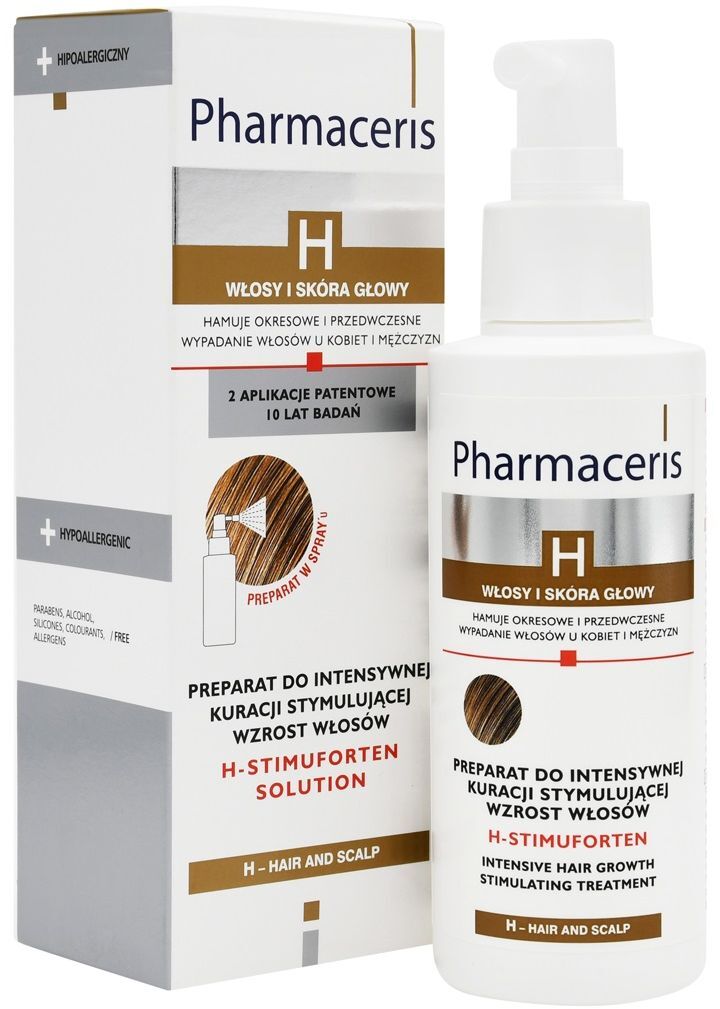 HIPOALERGICZNY
HYPOALLERGENIC
PARABENS, ALCOHOL,
SILICONES, COLOURANTS, / FREE
ALLERGENS
Pharmaceris
H
WŁOSY I SKÓRA GŁOWY
HAMUJE OKRESOWE I PRZEDWCZESNE
WYPADANIE WŁOSÓW U KOBIET I MĘŻCZYZN
2 APLIKACJE PATENTOWE
10 LAT BADAŃ
PREPARAT W SPRAY'U
PREPARAT DO INTENSYWNEJ
KURACJI STYMULUJĄCEJ
WZROST WŁOSÓW
H-STIMUFORTEN
SOLUTION
H – HAIR AND SCALP
Pharmaceris
H
WŁOSY I SKÓRA GŁOWY
HAMUJE OKRESOWE I PRZEDWCZESNE
WYPADANIE WŁOSÓW U KOBIET I MĘŻCZYZN
PREPARAT DO INTENSYWNEJ
KURACJI STYMULUJĄCEJ
WZROST WŁOSÓW
H-STIMUFORTEN
INTENSIVE HAIR GROWTH
STIMULATING TREATMENT
H – HAIR AND SCALP